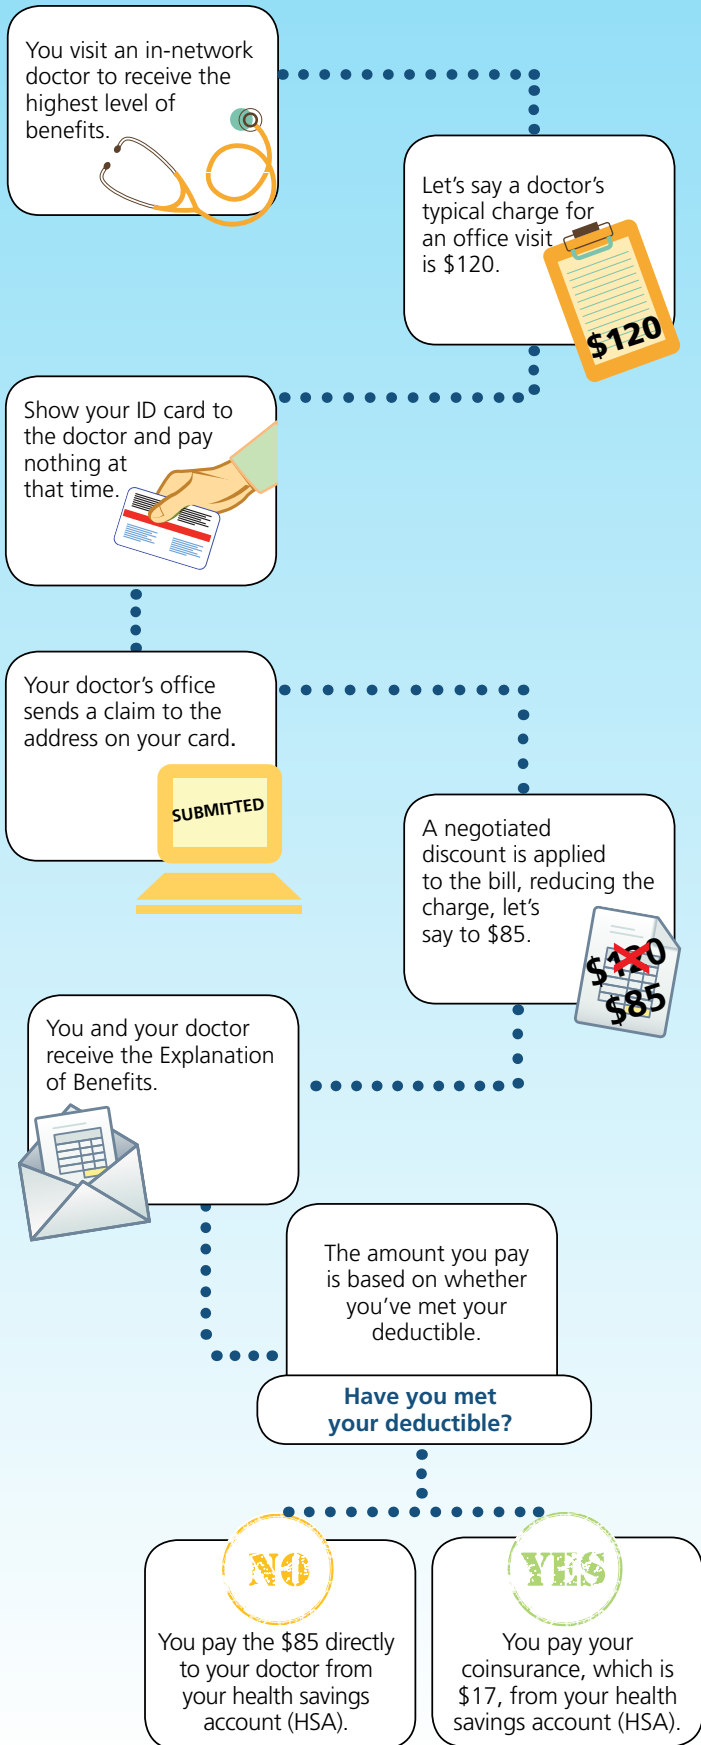 You visit an in-network
doctor to receive the
highest level of
benefits.
Let's say a doctor's
typical charge for
an office visit
is $120.
$120
Show your ID card to
the doctor and pay
nothing at
that time.
Your doctor's office
sends a claim to the
address on your card.
SUBMITTED
A negotiated
discount is applied
to the bill, reducing the
charge, let's
say to $85.
$120
$85
You and your doctor
receive the Explanation
of Benefits.
The amount you pay
is based on whether
you've met your
deductible.
Have you met
your deductible?
NO
You pay the $85 directly
to your doctor from
your health savings
account (HSA).
YES
You pay your
coinsurance, which is
$17, from your health
savings account (HSA).